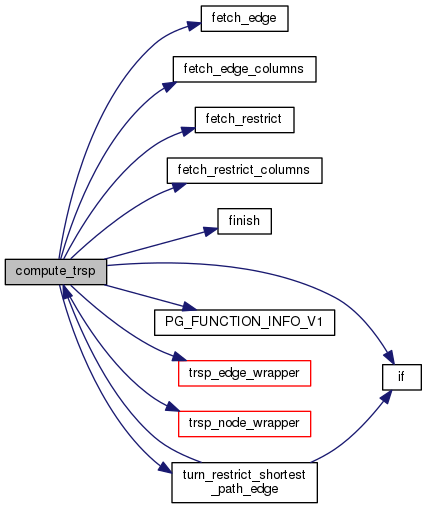 fetch_edge
fetch_edge_columns
fetch_restrict
fetch_restrict_columns
finish
compute_trsp
PG_FUNCTION_INFO_V1
trsp_edge_wrapper
if
trsp_node_wrapper
turn_restrict_shortest
_path_edge